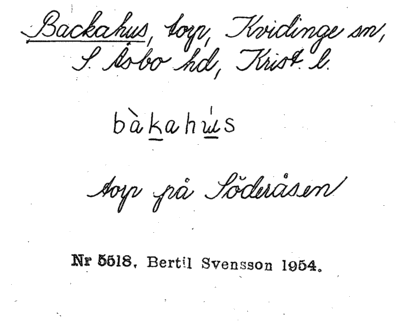 Backahus, torp, Kvidinge sn,
S. Åsbo hd, Krist. l.
bàkahús
torp på Söderåsen
Nr 5518. Bertil Svensson 1954.